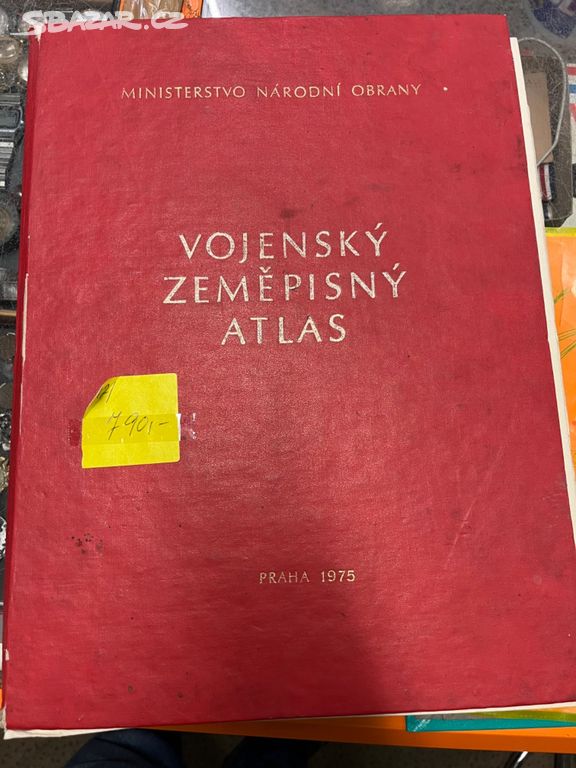 SBAZAR.CZ
MINISTERSTVO NÁRODNÍ OBRANY
VOJENSKÝ
ZEMĚPISNÝ
ATLAS
790,-
PRAHA 1975